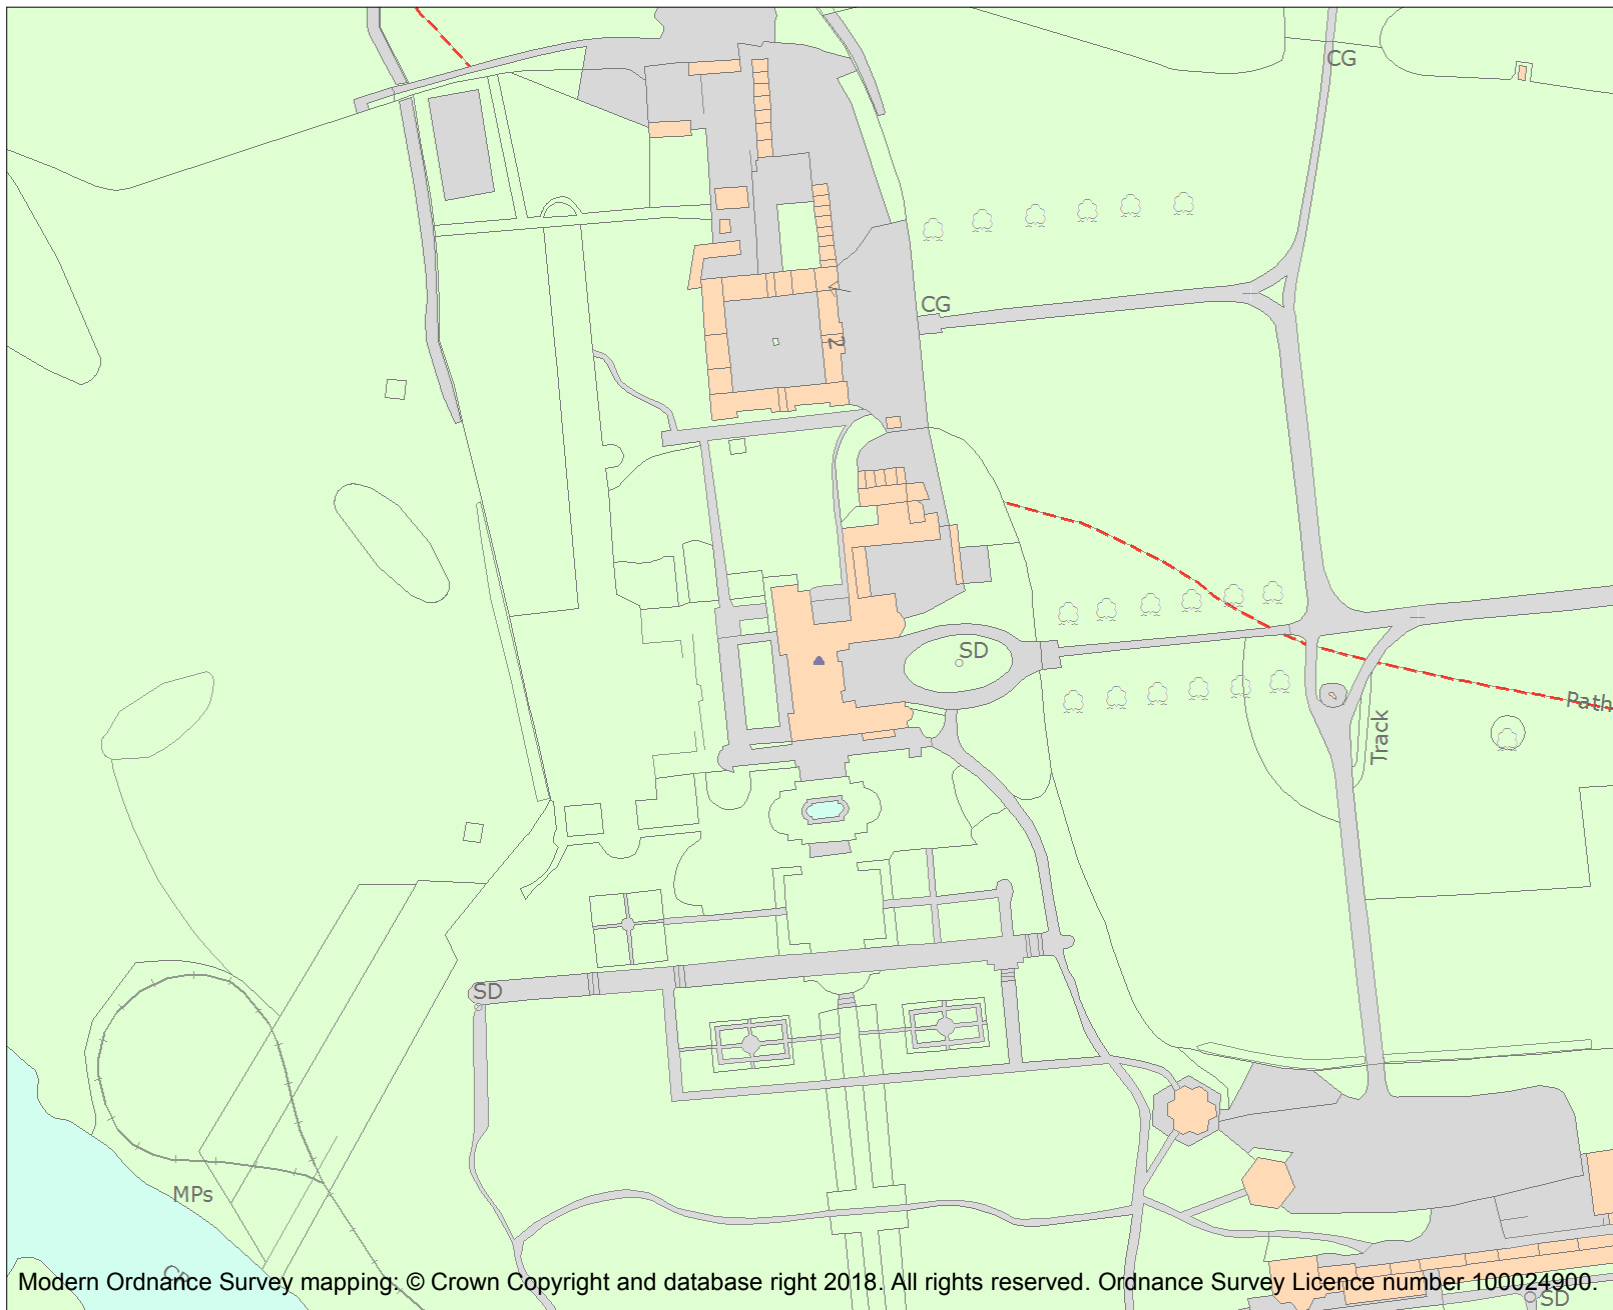 CG
CG
2
SD
Path
Track
SD
MPs
Modern Ordnance Survey mapping: © Crown Copyright and database right 2018. All rights reserved. Ordnance Survey Licence number 100024900.
SD